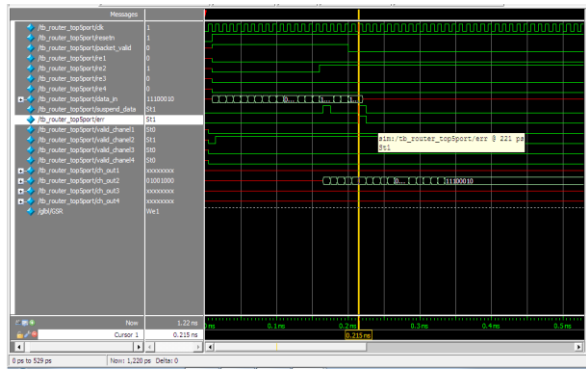 Messages
/tb_router_top5port/clk 1
/tb_router_top5port/resetn 1
/tb_router_top5port/packet_valid 0
/tb_router_top5port/re1 0
/tb_router_top5port/re2 1
/tb_router_top5port/re3 0
/tb_router_top5port/re4 0
/tb_router_top5port/data_in 11100010
/tb_router_top5port/suspend_data St1
/tb_router_top5port/err St1
/tb_router_top5port/valid_chanel1 St0
/tb_router_top5port/valid_chanel2 St1
/tb_router_top5port/valid_chanel3 St0
/tb_router_top5port/valid_chanel4 St0
/tb_router_top5port/ch_out1 xxxxxxxx
/tb_router_top5port/ch_out2 01001000
/tb_router_top5port/ch_out3 xxxxxxxx
/tb_router_top5port/ch_out4 xxxxxxxx
/glbl/GSR We1
sim:/tb_router_top5port/err @ 221 ps
St1
11100010
Now 1.22 ns
Cursor 1 0.215 ns
0.2 ns 0.3 ns 0.4 ns 0.5 ns
0.215 ns
0 ps to 529 ps Now: 1,220 ps Delta: 0